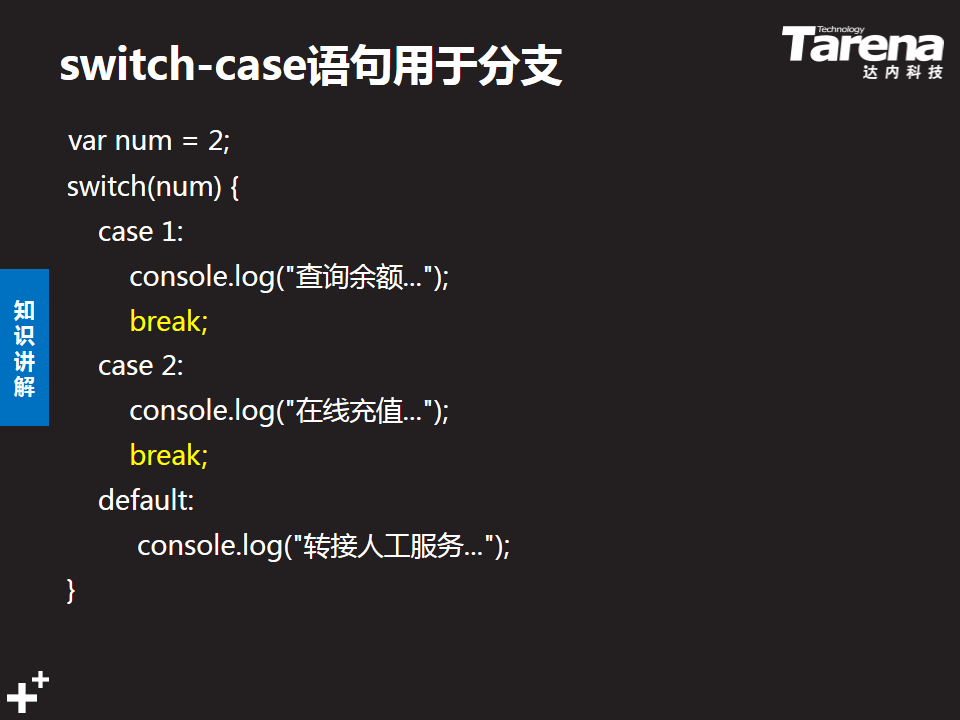 switch-case语句用于分支
Technology
Tarena
达内科技
var num = 2;
switch(num) {
case 1:
console.log("查询余额...");
break;
case 2:
console.log("在线充值...");
break;
default:
console.log("转接人工服务...");
}
知识讲解